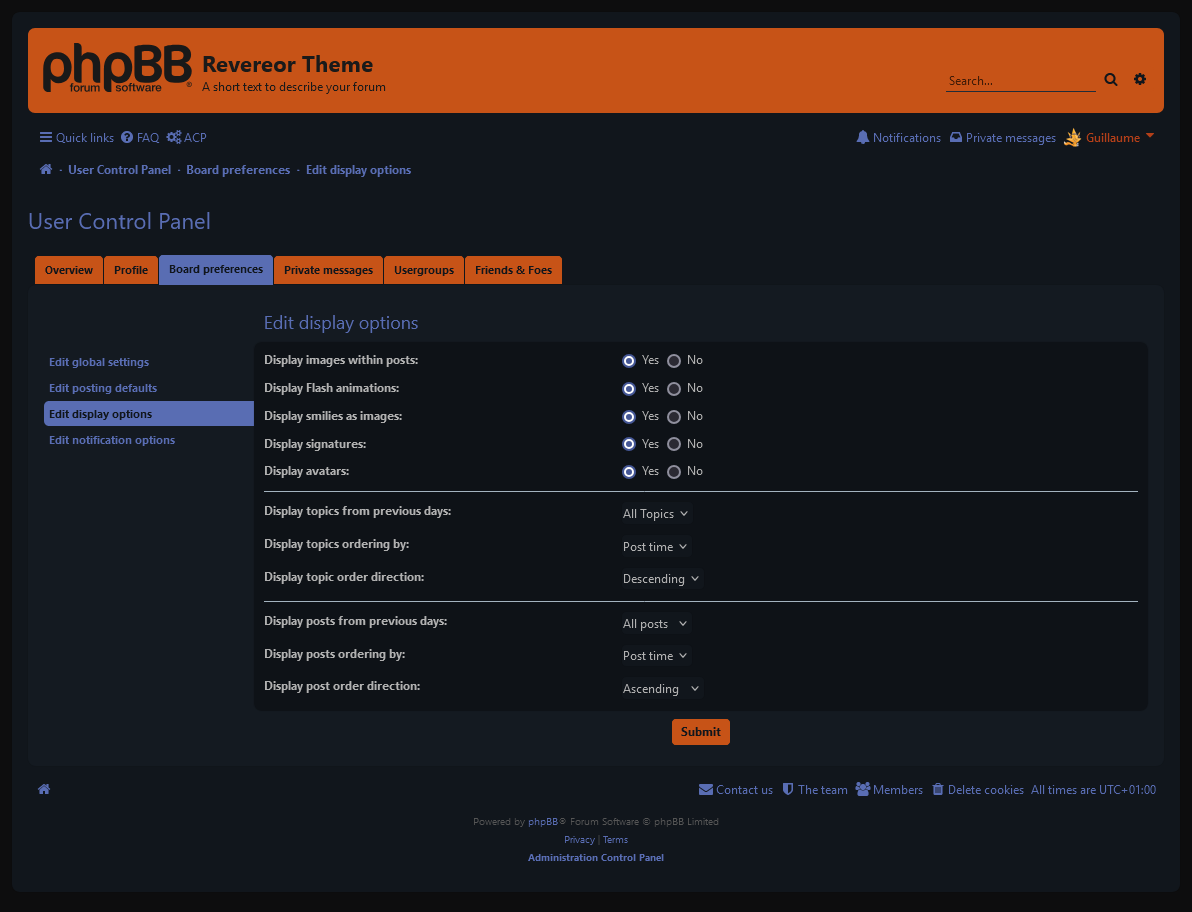 phpBB
forum software ®
Revereor Theme
A short text to describe your forum
Search...
Quick links FAQ ACP
Notifications Private messages Guillaume
· User Control Panel · Board preferences · Edit display options
User Control Panel
Overview Profile Board preferences Private messages Usergroups Friends & Foes
Edit global settings
Edit posting defaults
Edit display options
Edit notification options
Edit display options
Display images within posts: Yes No
Display Flash animations: Yes No
Display smilies as images: Yes No
Display signatures: Yes No
Display avatars: Yes No
Display topics from previous days: All Topics
Display topics ordering by: Post time
Display topic order direction: Descending
Display posts from previous days: All posts
Display posts ordering by: Post time
Display post order direction: Ascending
Submit
Contact us The team Members Delete cookies All times are UTC+01:00
Powered by phpBB® Forum Software © phpBB Limited
Privacy | Terms
Administration Control Panel